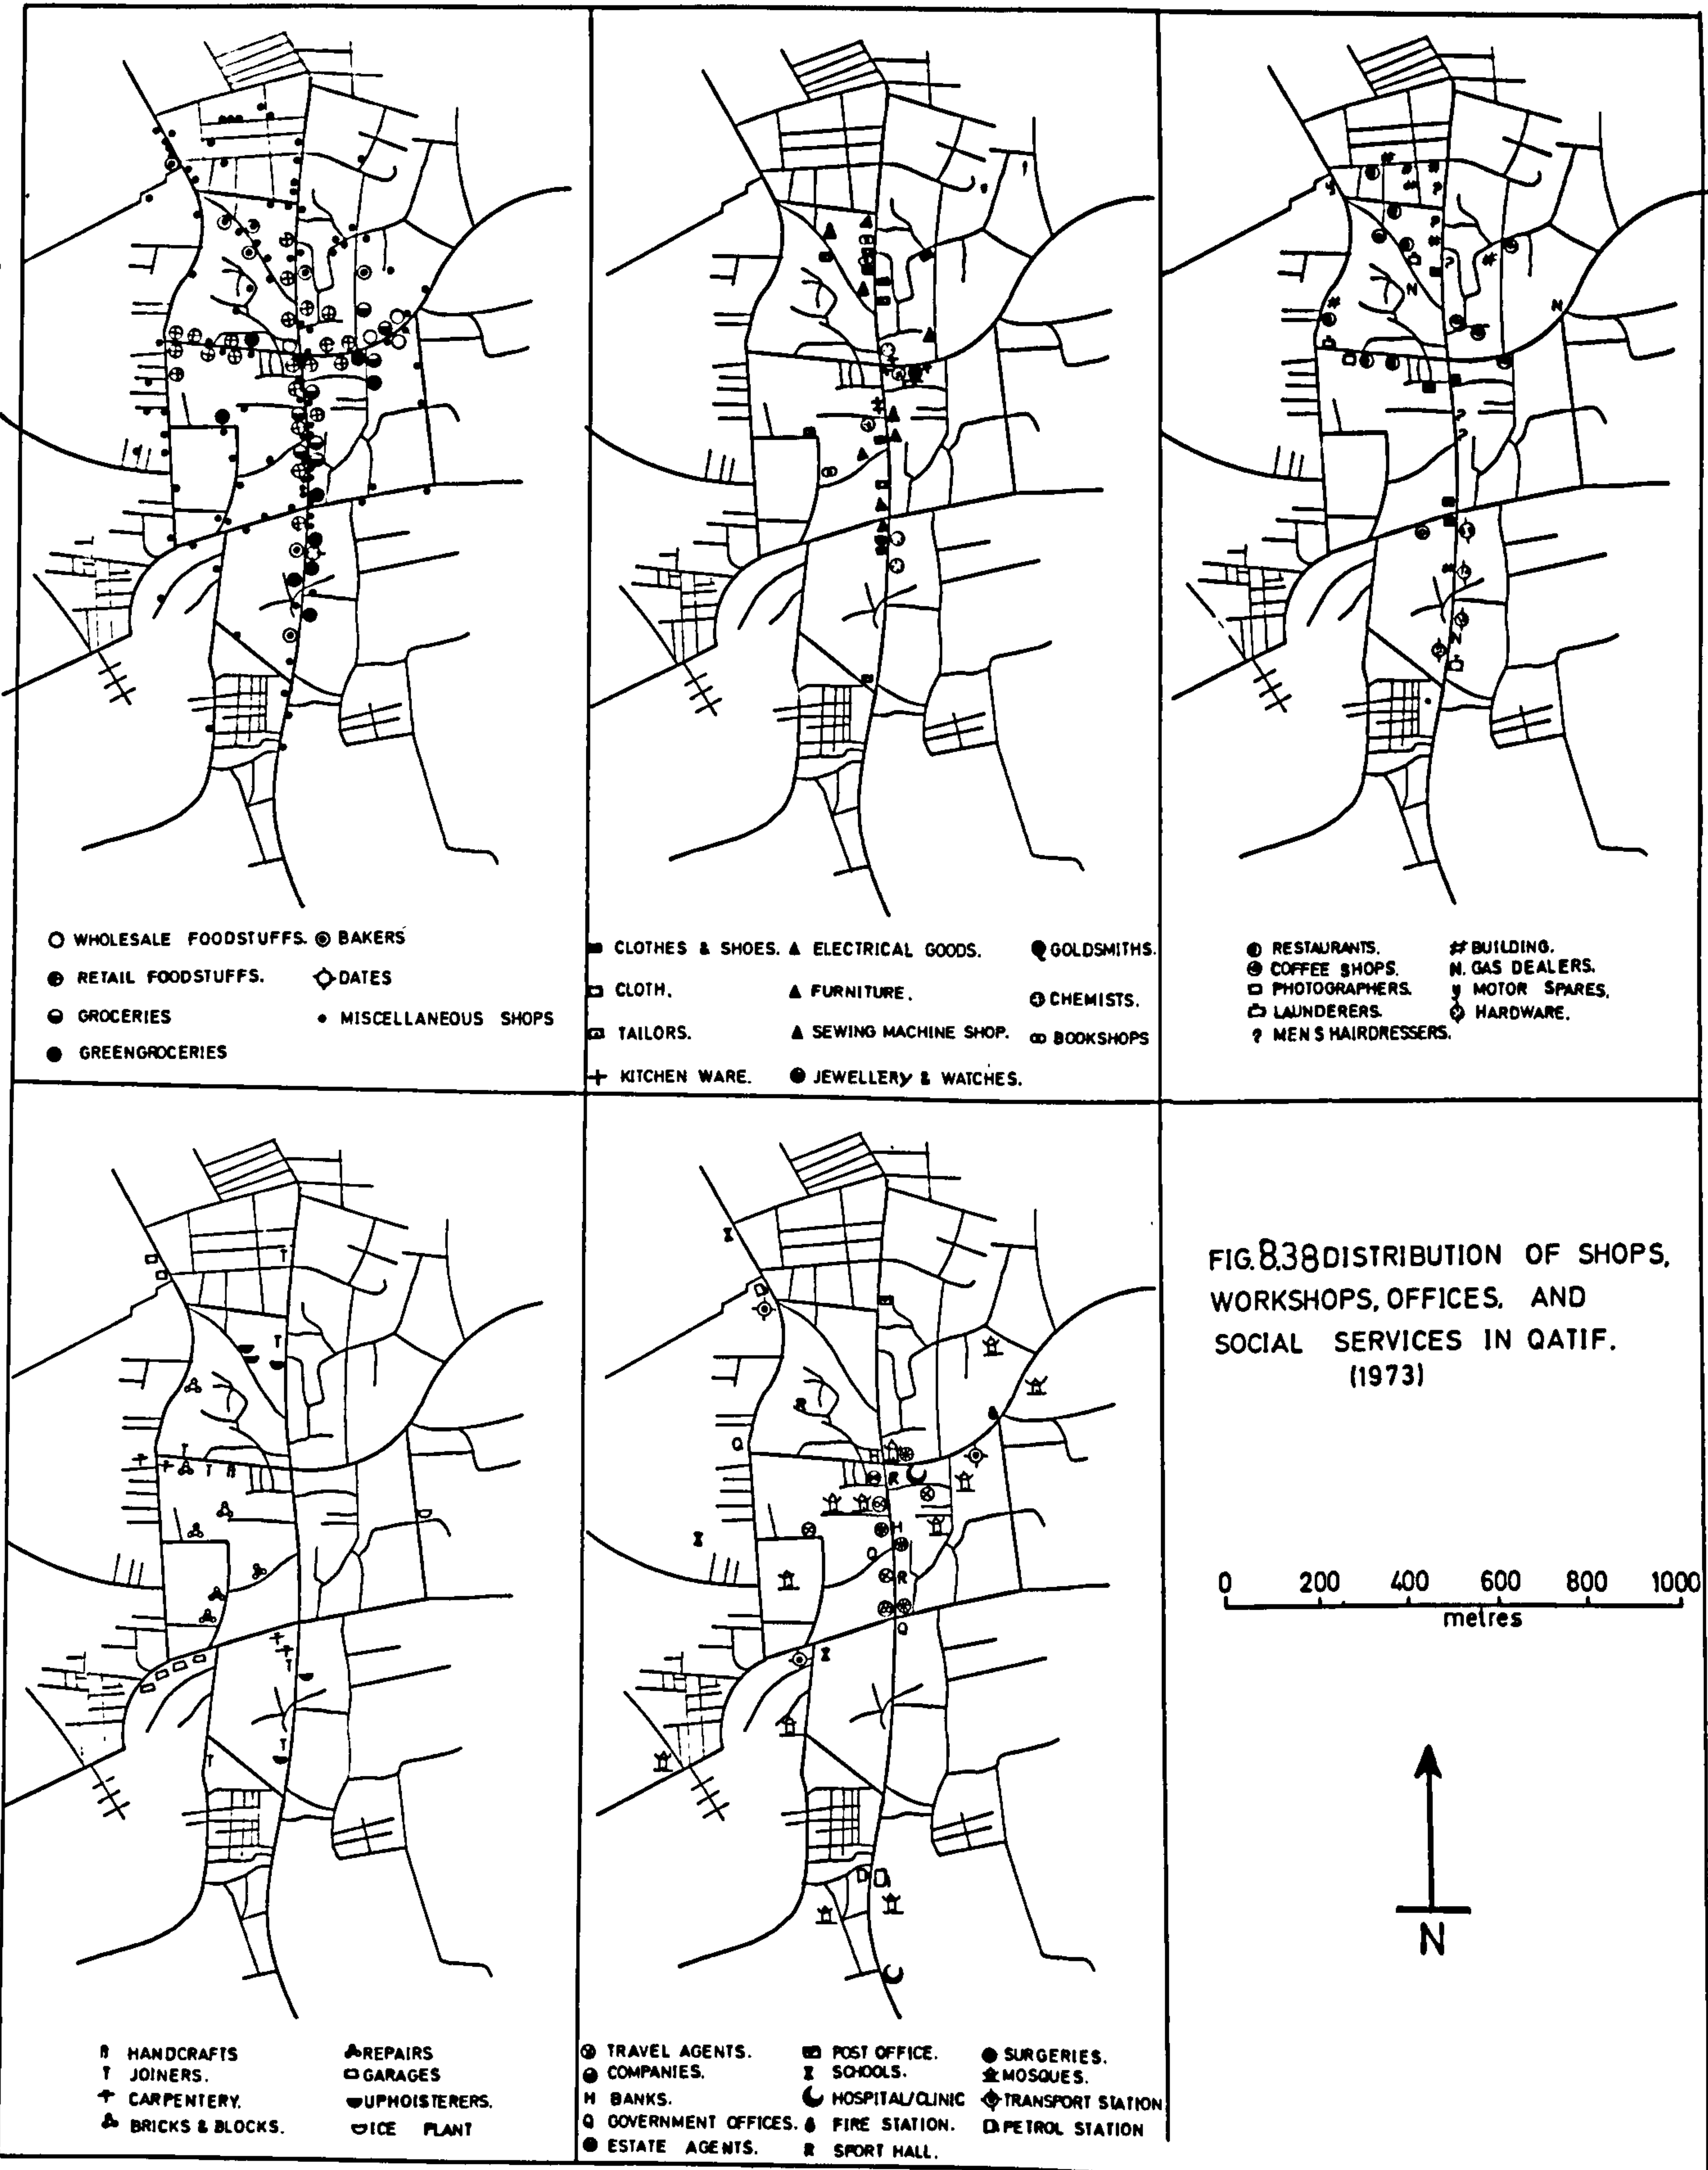 ○ WHOLESALE FOODSTUFFS. BAKERS
RETAIL FOODSTUFFS. DATES
GROCERIES MISCELLANEOUS SHOPS
GREENGROCERIES
CLOTHES & SHOES. ELECTRICAL GOODS. GOLDSMITHS.
CLOTH. FURNITURE. CHEMISTS.
TAILORS. SEWING MACHINE SHOP. BOOKSHOPS
KITCHEN WARE. JEWELLERY & WATCHES.
RESTAURANTS. # BUILDING.
COFFEE SHOPS. N. GAS DEALERS.
PHOTOGRAPHERS. MOTOR SPARES.
LAUNDERERS. HARDWARE.
? MENS HAIRDRESSERS.
HANDCRAFTS REPAIRS
JOINERS. GARAGES
CARPENTERY. UPHOISTERERS.
BRICKS & BLOCKS. ICE PLANT
TRAVEL AGENTS. POST OFFICE. SURGERIES.
COMPANIES. SCHOOLS. MOSQUES.
H BANKS. HOSPITAL/CLINIC TRANSPORT STATION
Q GOVERNMENT OFFICES. FIRE STATION. PETROL STATION
ESTATE AGENTS. R SPORT HALL.
FIG.8.38 DISTRIBUTION OF SHOPS,
WORKSHOPS, OFFICES, AND
SOCIAL SERVICES IN QATIF.
(1973)
0 200 400 600 800 1000
metres
N